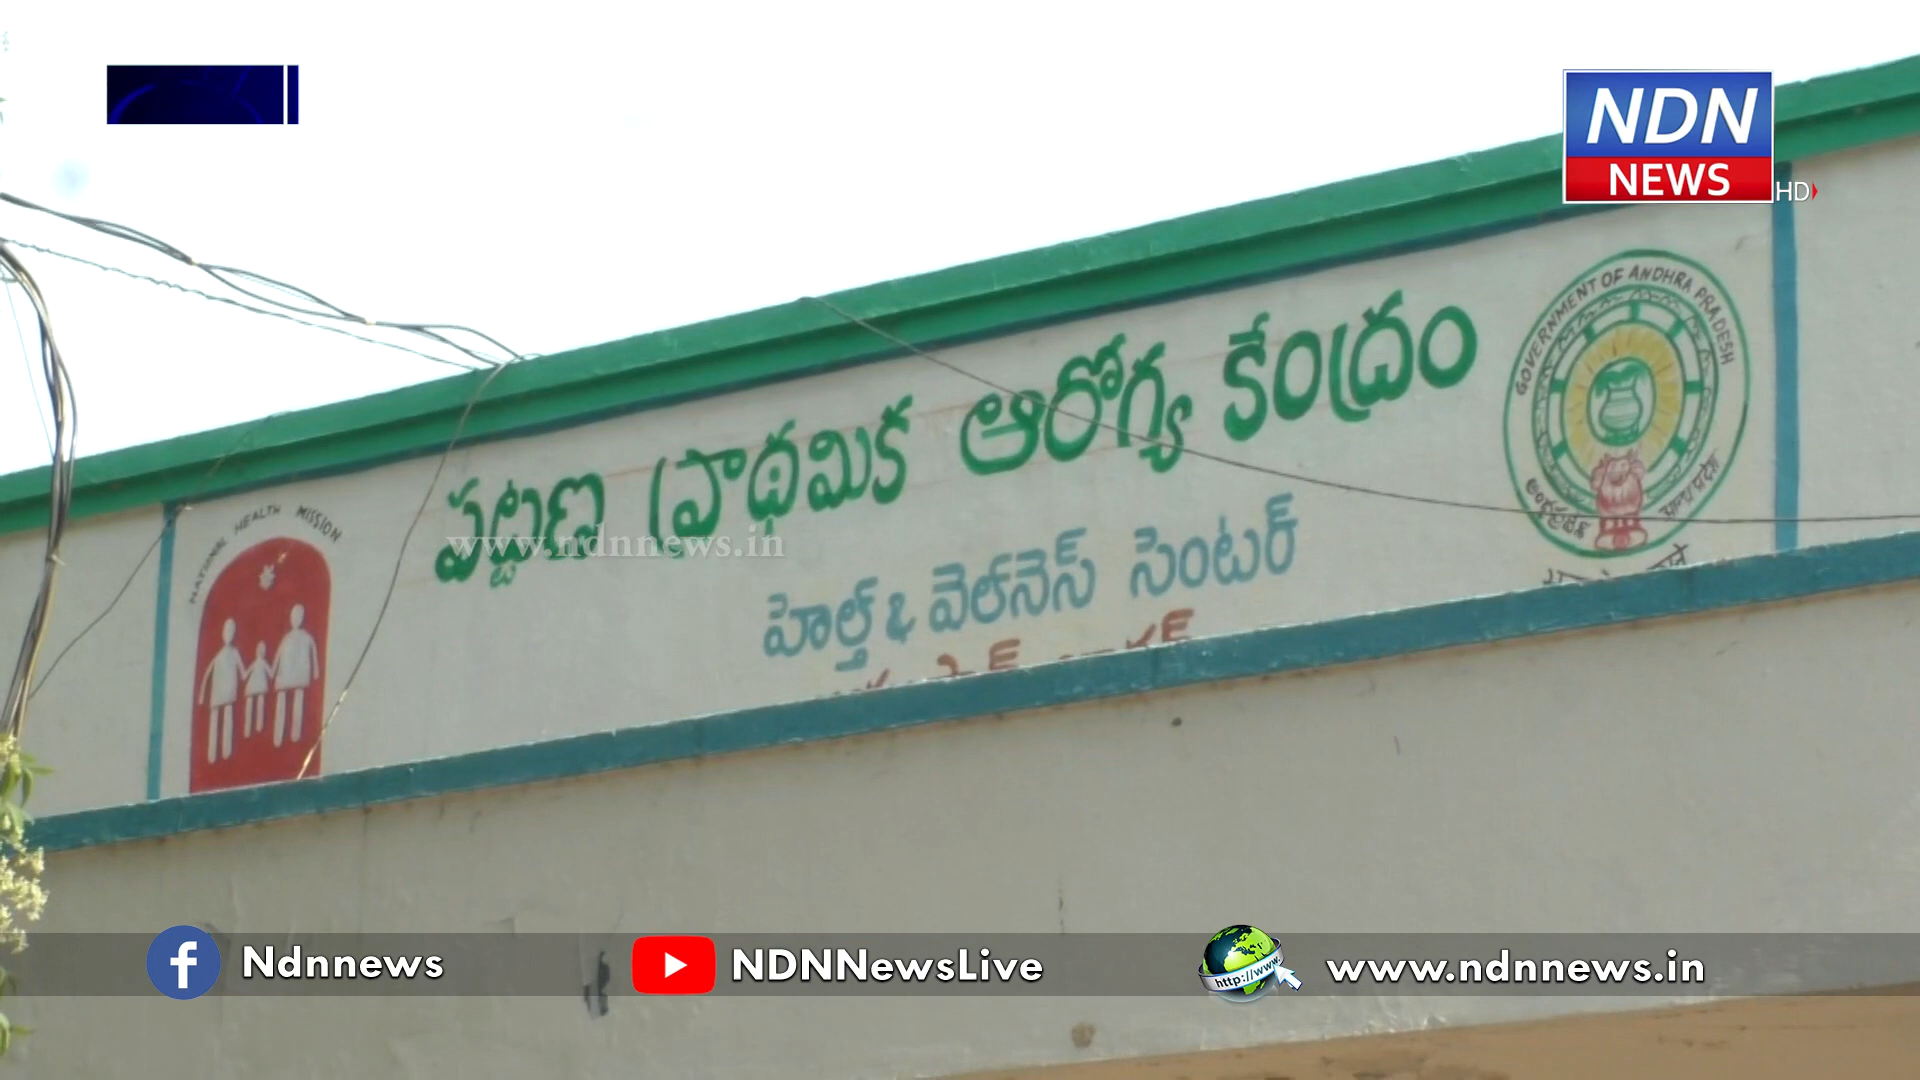 NDN
NEWS
HD
GOVERNMENT OF ANDHRA PRADESH
పట్టణ ప్రాథమిక ఆరోగ్య కేంద్రం
NATIONAL HEALTH MISSION
www.ndnnews.in
హెల్త్ & వెల్‌నెస్ సెంటర్
Ndnnews
NDNNewsLive
http://www.
www.ndnnews.in